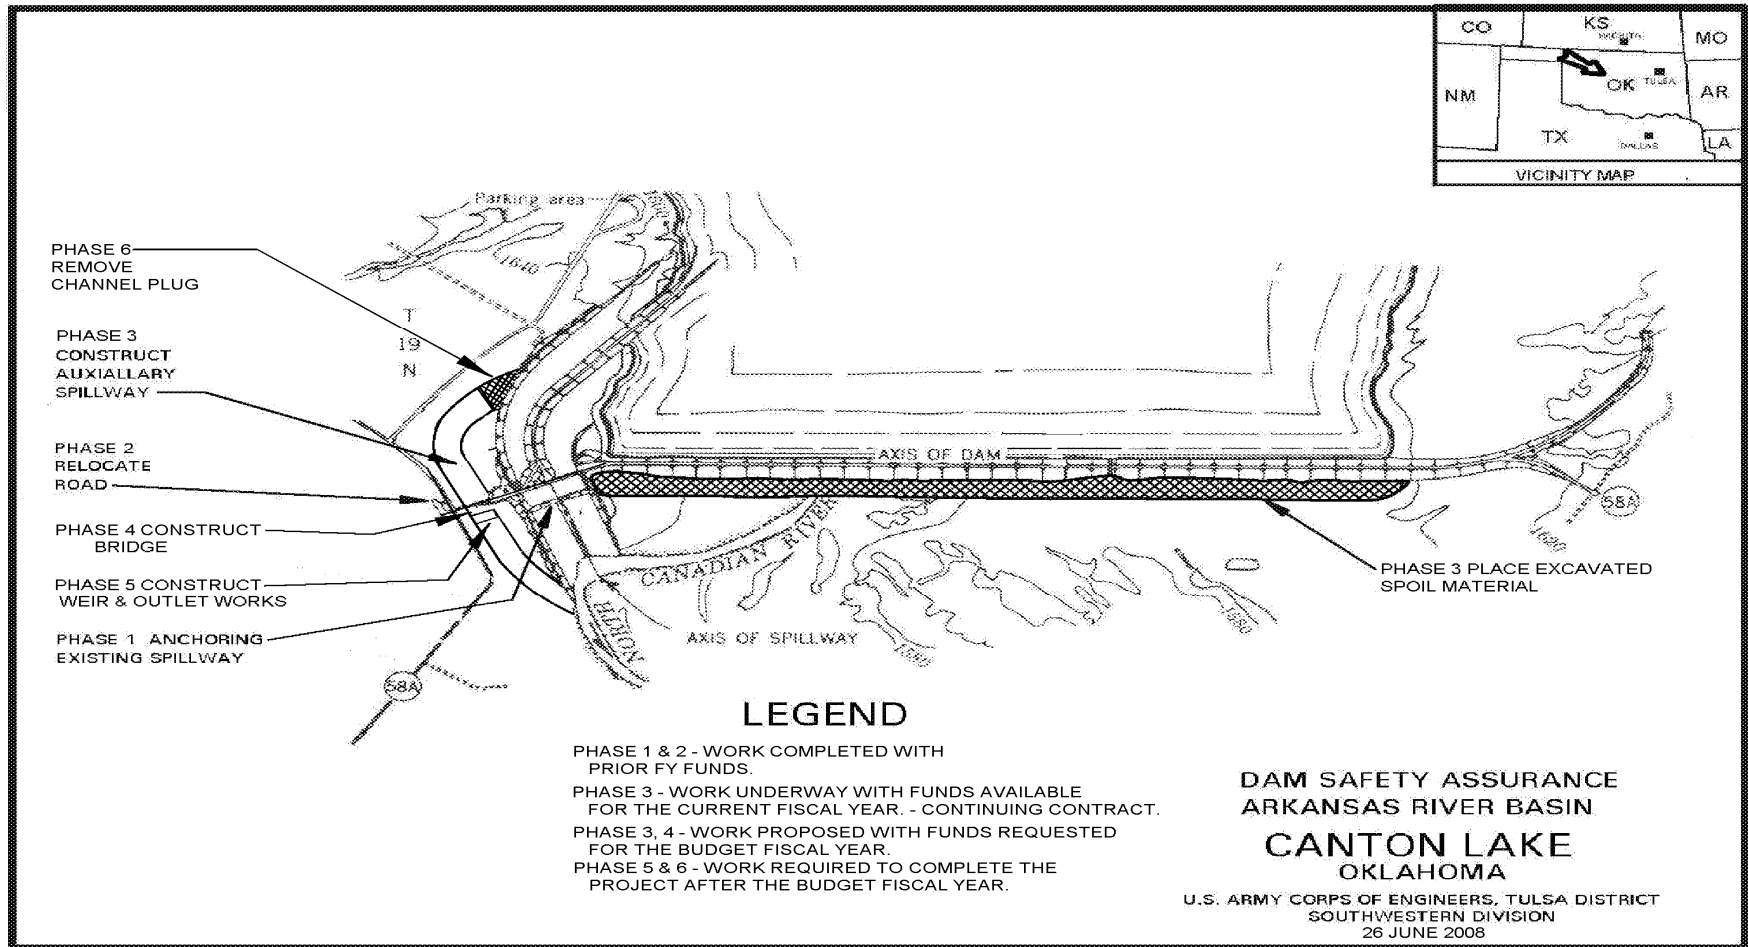 CO
KS
WICHITA
MO
NM
OK
TULSA
AR
TX
DALLAS
LA
VICINITY MAP
Parking area
1640
T
19
N
PHASE 6
REMOVE
CHANNEL PLUG
PHASE 3
CONSTRUCT
AUXIALLARY
SPILLWAY
PHASE 2
RELOCATE
ROAD
PHASE 4 CONSTRUCT
BRIDGE
PHASE 5 CONSTRUCT
WEIR & OUTLET WORKS
PHASE 1 ANCHORING
EXISTING SPILLWAY
58A
AXIS OF DAM
NORTH
CANADIAN RIVER
AXIS OF SPILLWAY
58A
PHASE 3 PLACE EXCAVATED
SPOIL MATERIAL
LEGEND
PHASE 1 & 2 - WORK COMPLETED WITH
PRIOR FY FUNDS.
PHASE 3 - WORK UNDERWAY WITH FUNDS AVAILABLE
FOR THE CURRENT FISCAL YEAR. - CONTINUING CONTRACT.
PHASE 3, 4 - WORK PROPOSED WITH FUNDS REQUESTED
FOR THE BUDGET FISCAL YEAR.
PHASE 5 & 6 - WORK REQUIRED TO COMPLETE THE
PROJECT AFTER THE BUDGET FISCAL YEAR.
DAM SAFETY ASSURANCE
ARKANSAS RIVER BASIN
CANTON LAKE
OKLAHOMA
U.S. ARMY CORPS OF ENGINEERS, TULSA DISTRICT
SOUTHWESTERN DIVISION
26 JUNE 2008